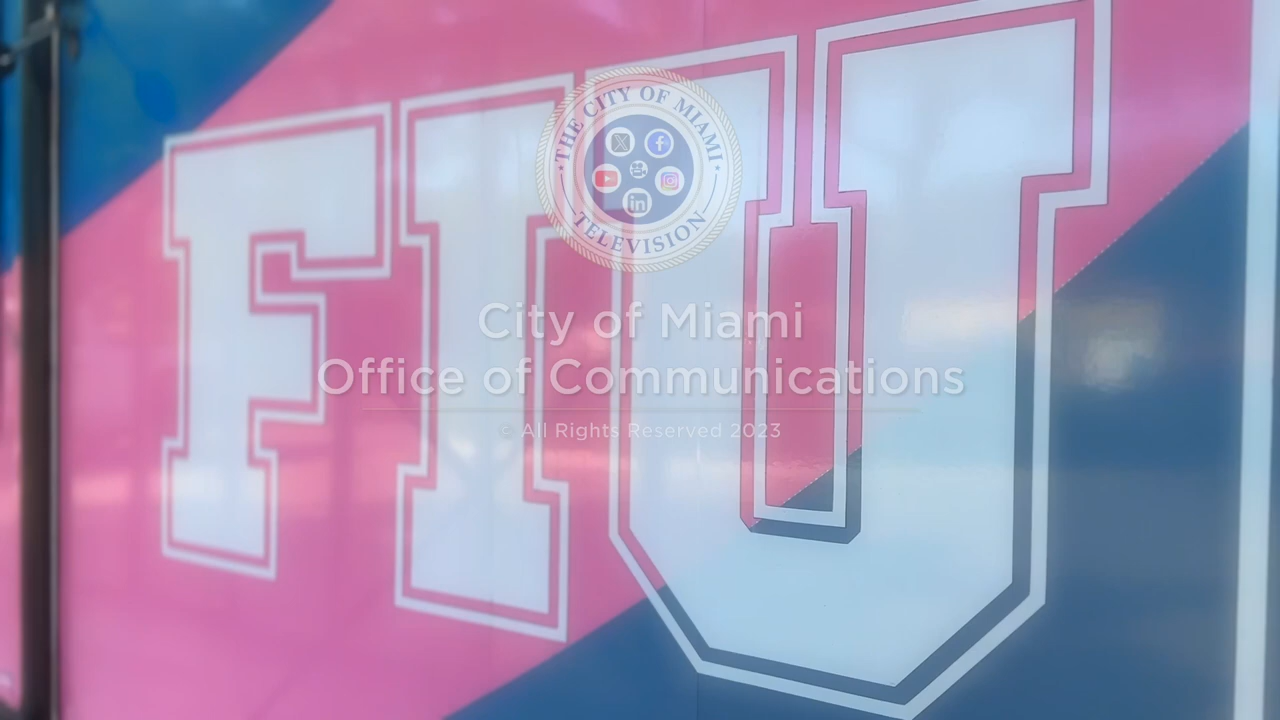 FIU
THE CITY OF MIAMI
TELEVISION
City of Miami
Office of Communications
© All Rights Reserved 2023